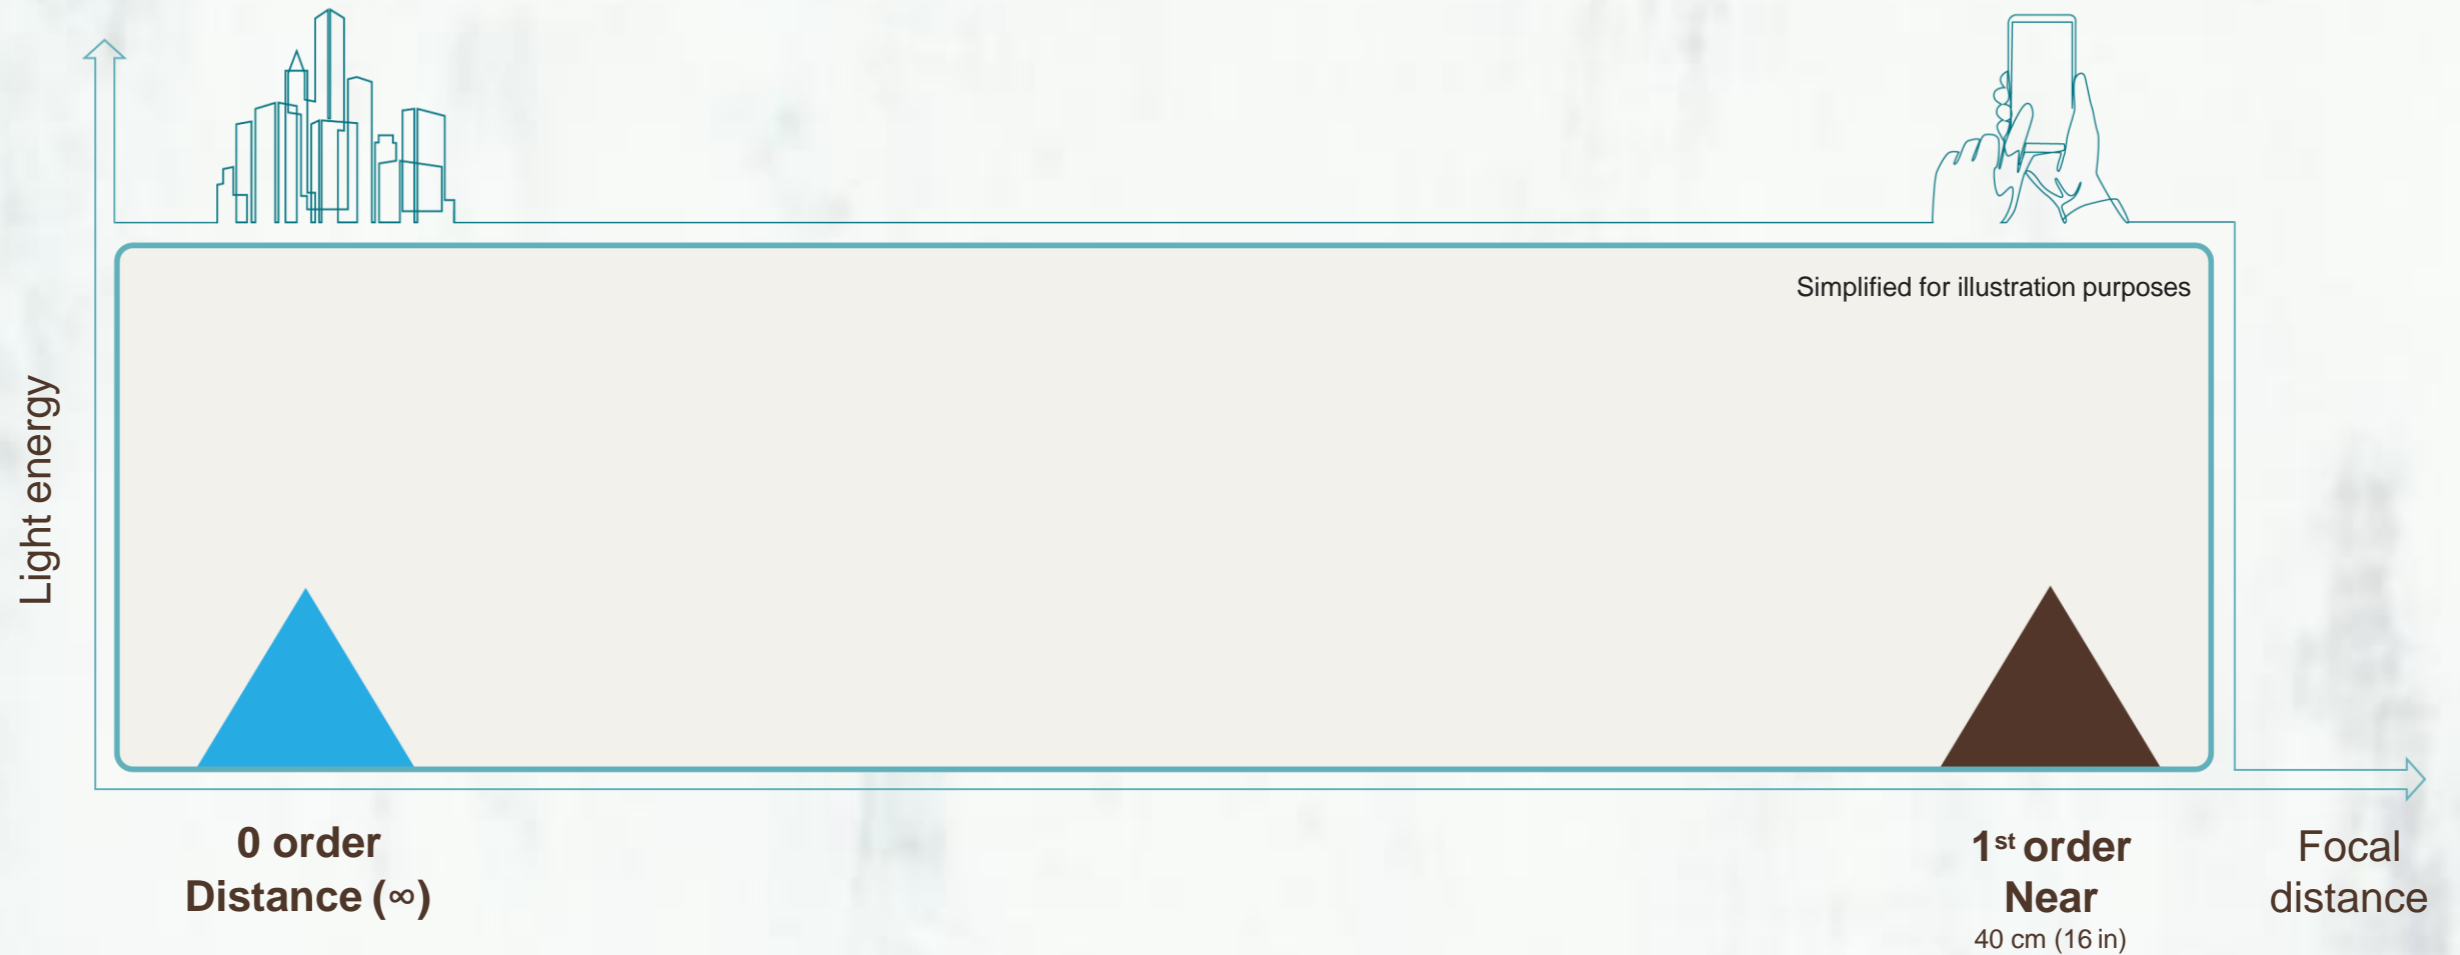 Simplified for illustration purposes
Light energy
0 order
Distance (∞)
1st order
Near
40 cm (16 in)
Focal
distance